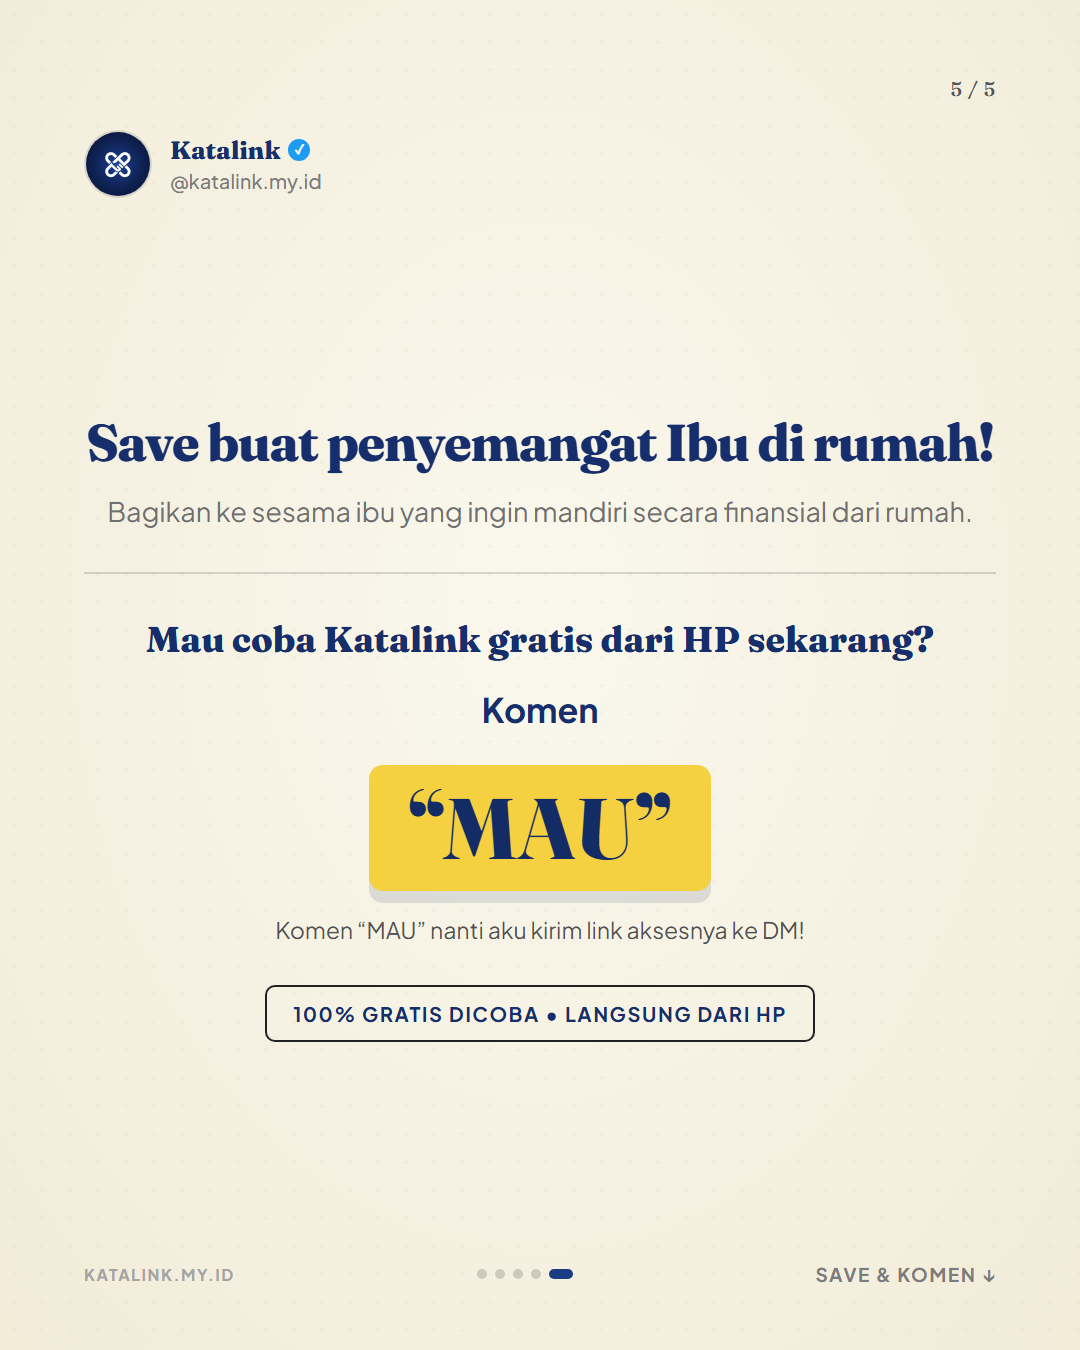 5 / 5
Katalink
@katalink.my.id
Save buat penyemangat Ibu di rumah!
Bagikan ke sesama ibu yang ingin mandiri secara finansial dari rumah.
Mau coba Katalink gratis dari HP sekarang?
Komen
“MAU”
Komen “MAU” nanti aku kirim link aksesnya ke DM!
100% GRATIS DICOBA ● LANGSUNG DARI HP
KATALINK.MY.ID
SAVE & KOMEN ↓